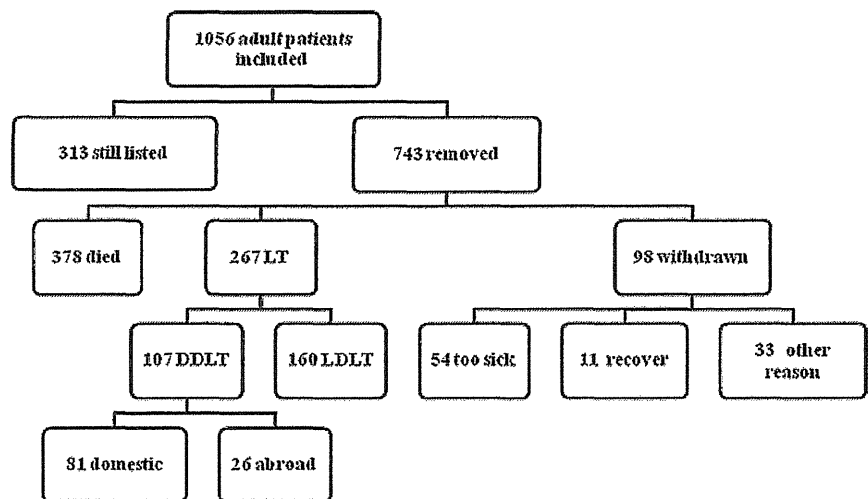 1056 adult patients
included
313 still listed
743 removed
378 died
267 LT
98 withdrawn
107 DDLT
160 LDLT
54 too sick
11 recover
33 other
reason
81 domestic
26 abroad